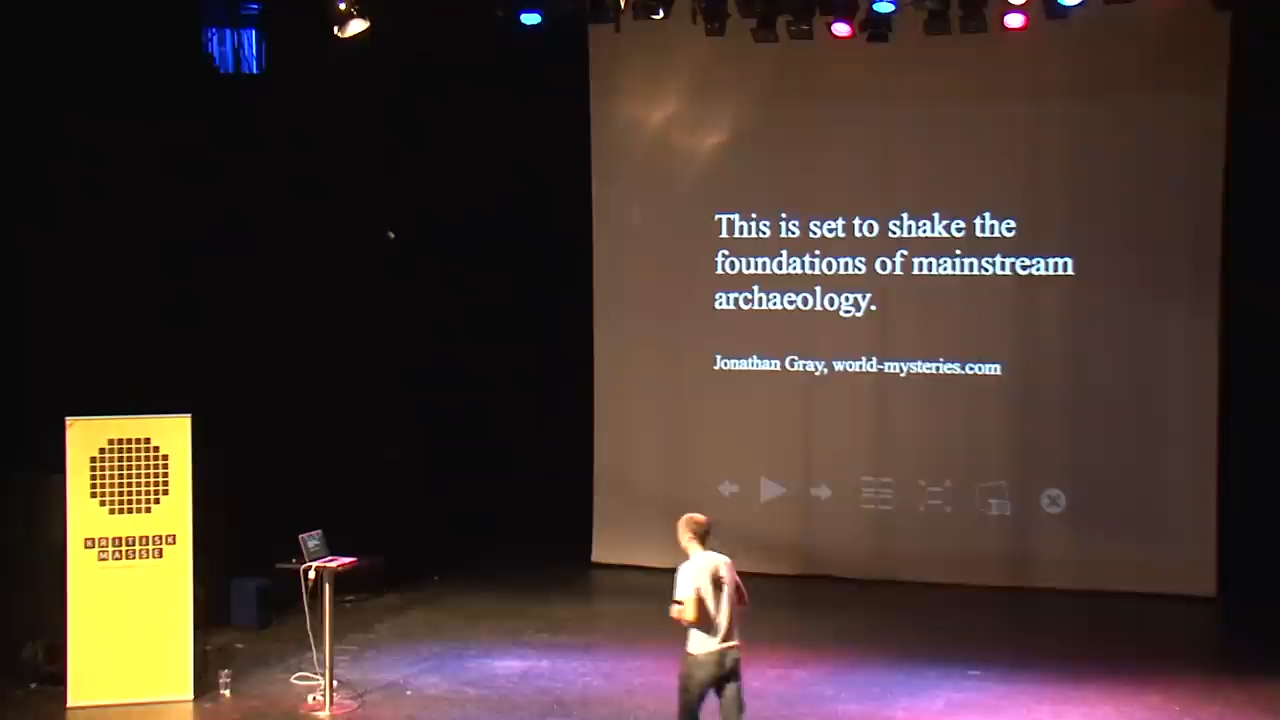 This is set to shake the
foundations of mainstream
archaeology.
Jonathan Gray, world-mysteries.com
KRITISK
MASSE